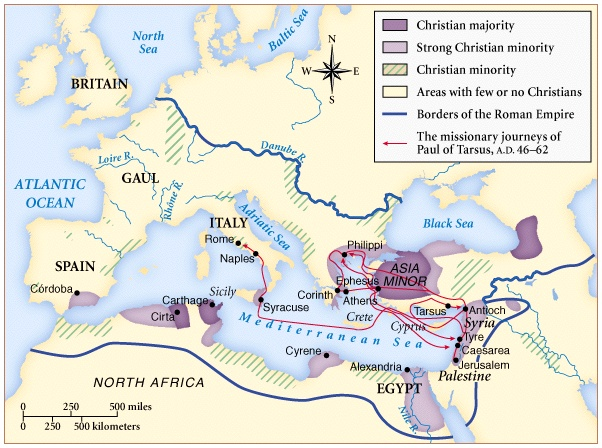 North
Sea
Baltic Sea
N
W
E
S
Christian majority
Strong Christian minority
Christian minority
Areas with few or no Christians
Borders of the Roman Empire
The missionary journeys of
Paul of Tarsus, A.D. 46–62
BRITAIN
Loire R.
GAUL
Rhône R.
Danube R.
ATLANTIC
OCEAN
ITALY
Adriatic Sea
Black Sea
Rome
Naples
Philippi
SPAIN
Córdoba
ASIA
MINOR
Ephesus
Corinth
Athens
Carthage
Sicily
Cirta
Syracuse
Crete
Cyprus
Tarsus
Antioch
Syria
Mediterranean Sea
Tyre
Caesarea
Jerusalem
Palestine
Cyrene
Alexandria
EGYPT
Nile R.
NORTH AFRICA
0 250 500 miles
0 250 500 kilometers